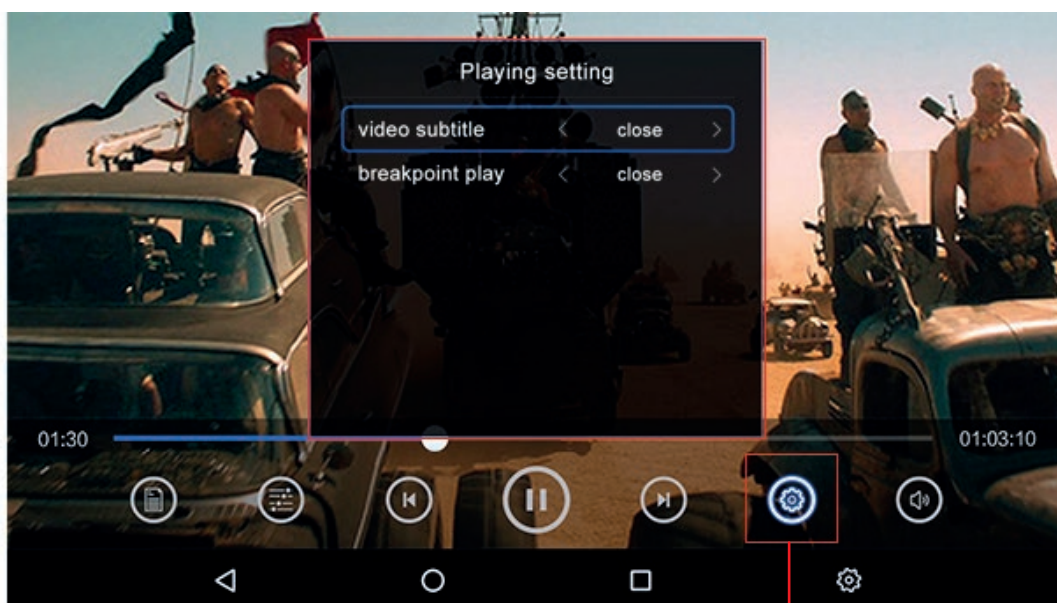 Playing setting
video subtitle < close >
breakpoint play < close >
01:30 01:03:10